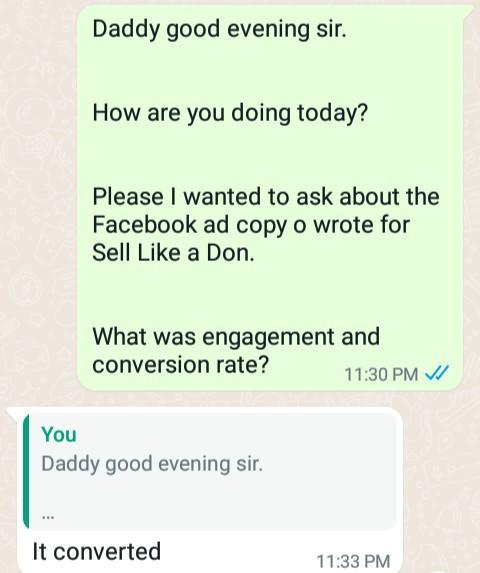 Daddy good evening sir.
How are you doing today?
Please I wanted to ask about the
Facebook ad copy o wrote for
Sell Like a Don.
What was engagement and
conversion rate?
11:30 PM
You
Daddy good evening sir.
...
It converted
11:33 PM